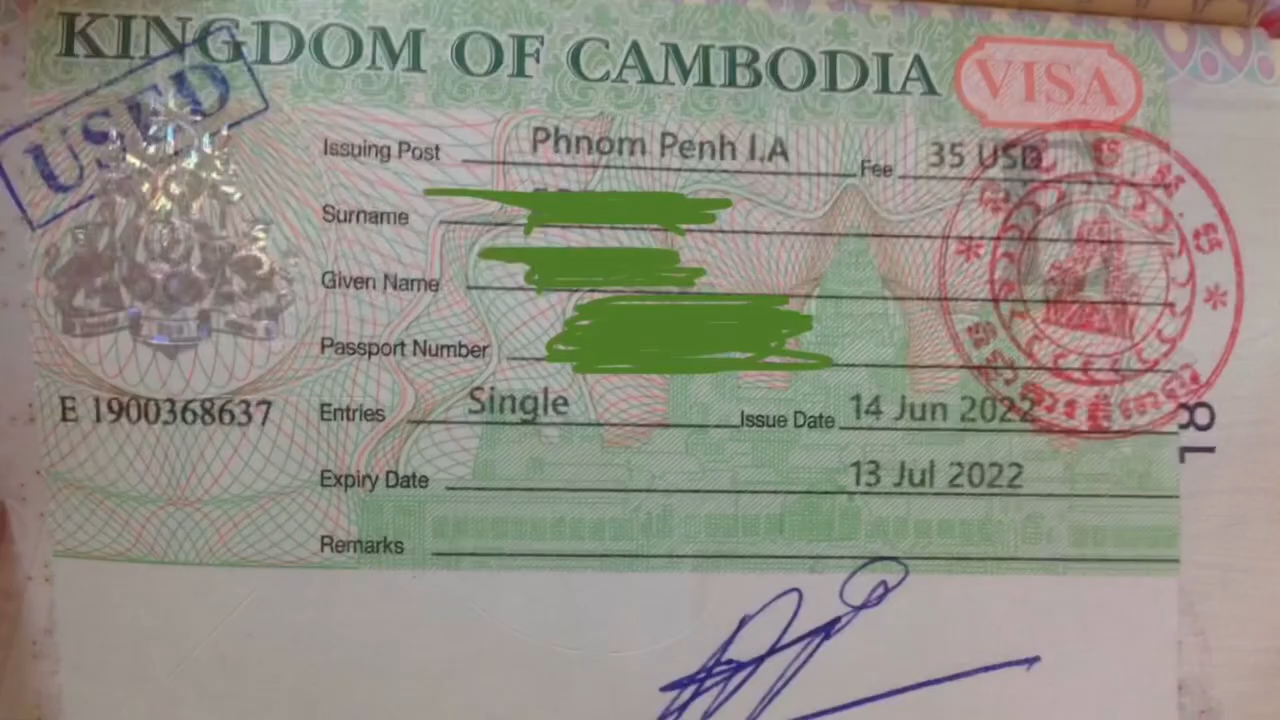 KINGDOM OF CAMBODIA VISA
USED
Issuing Post Phnom Penh I.A Fee 35 USD
Surname
Given Name
Passport Number
E 1900368637 Entries Single Issue Date 14 Jun 2022
Expiry Date 13 Jul 2022
Remarks